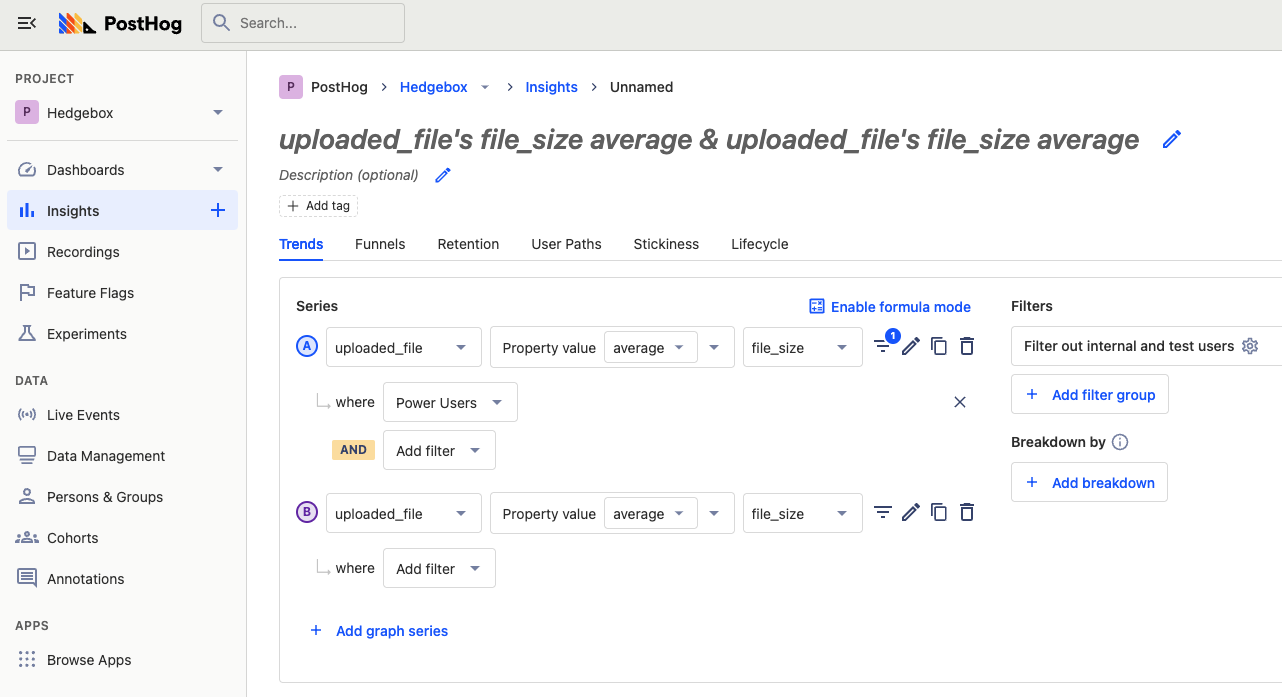 PostHog
Search...
PROJECT
P Hedgebox
Dashboards
Insights
Recordings
Feature Flags
Experiments
DATA
Live Events
Data Management
Persons & Groups
Cohorts
Annotations
APPS
Browse Apps
P PostHog > Hedgebox > Insights > Unnamed
uploaded_file's file_size average & uploaded_file's file_size average
Description (optional)
+ Add tag
Trends Funnels Retention User Paths Stickiness Lifecycle
Series Enable formula mode
A uploaded_file Property value average file_size 1
where Power Users
AND Add filter
B uploaded_file Property value average file_size
where Add filter
+ Add graph series
Filters
Filter out internal and test users
+ Add filter group
Breakdown by
+ Add breakdown